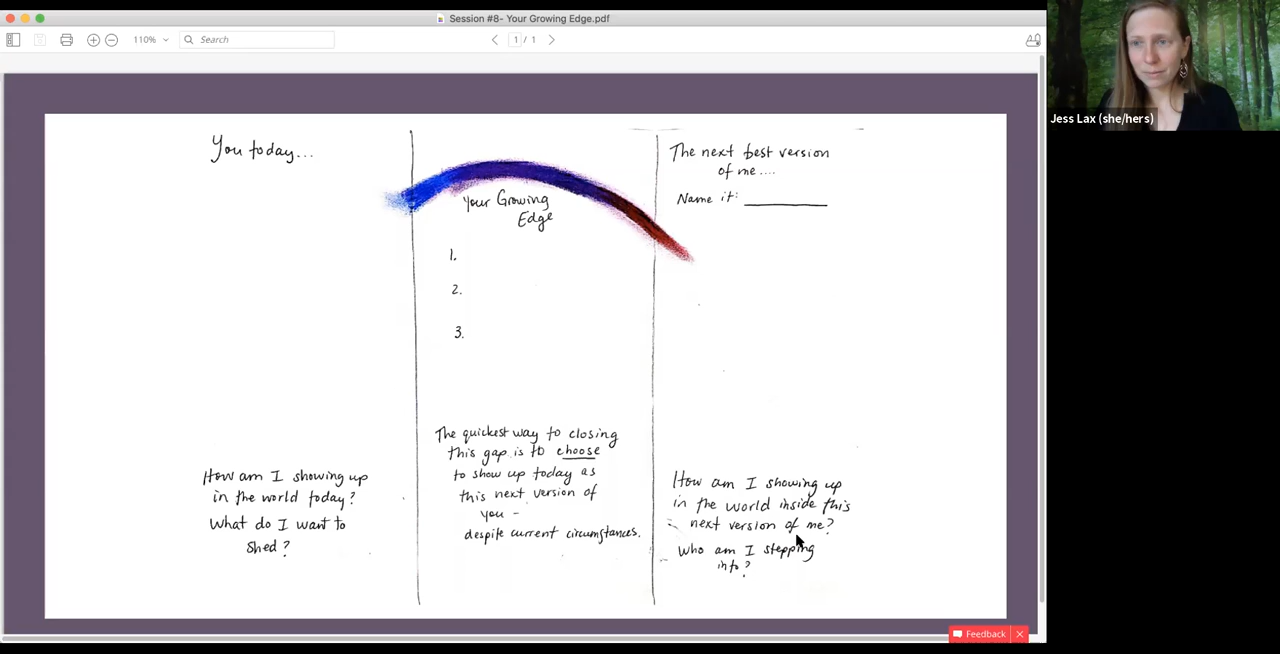 Session #8- Your Growing Edge.pdf
110%
Search
1 / 1
Jess Lax (she/hers)
You today...
Your Growing
Edge
1.
2.
3.
The next best version
of me....
Name it: ________
How am I showing up
in the world today?
What do I want to
shed?
The quickest way to closing
this gap is to choose
to show up today as
this next version of
you -
despite current circumstances.
How am I showing up
in the world inside this
next version of me?
Who am I stepping
into?
Feedback